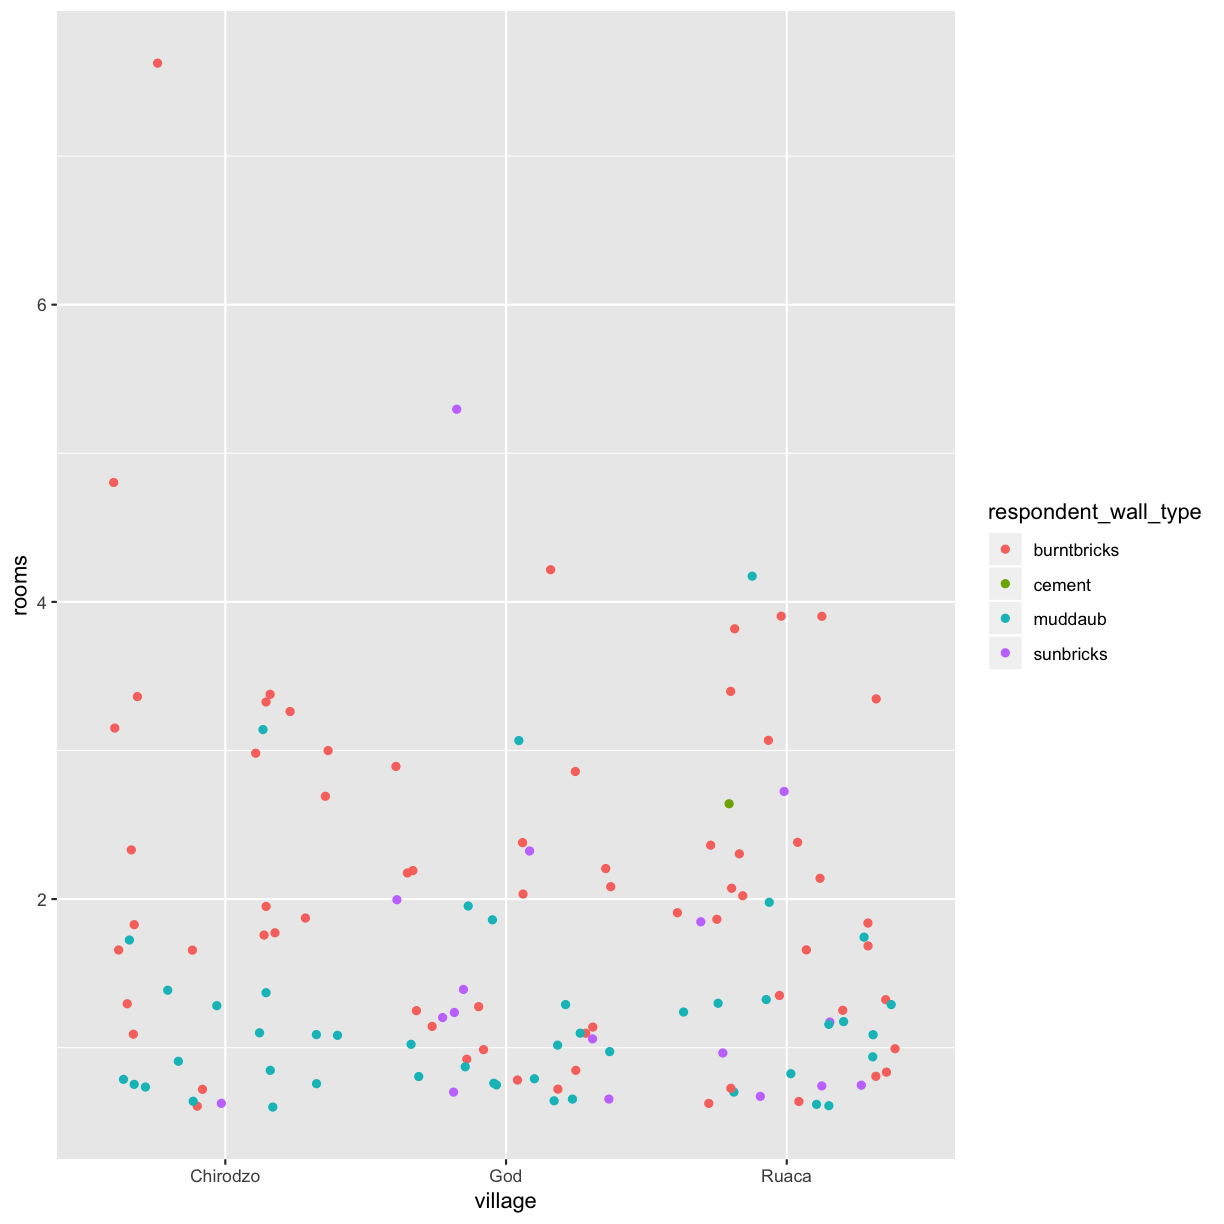 6
4
2
rooms
Chirodzo God Ruaca
village
respondent_wall_type
burntbricks
cement
muddaub
sunbricks